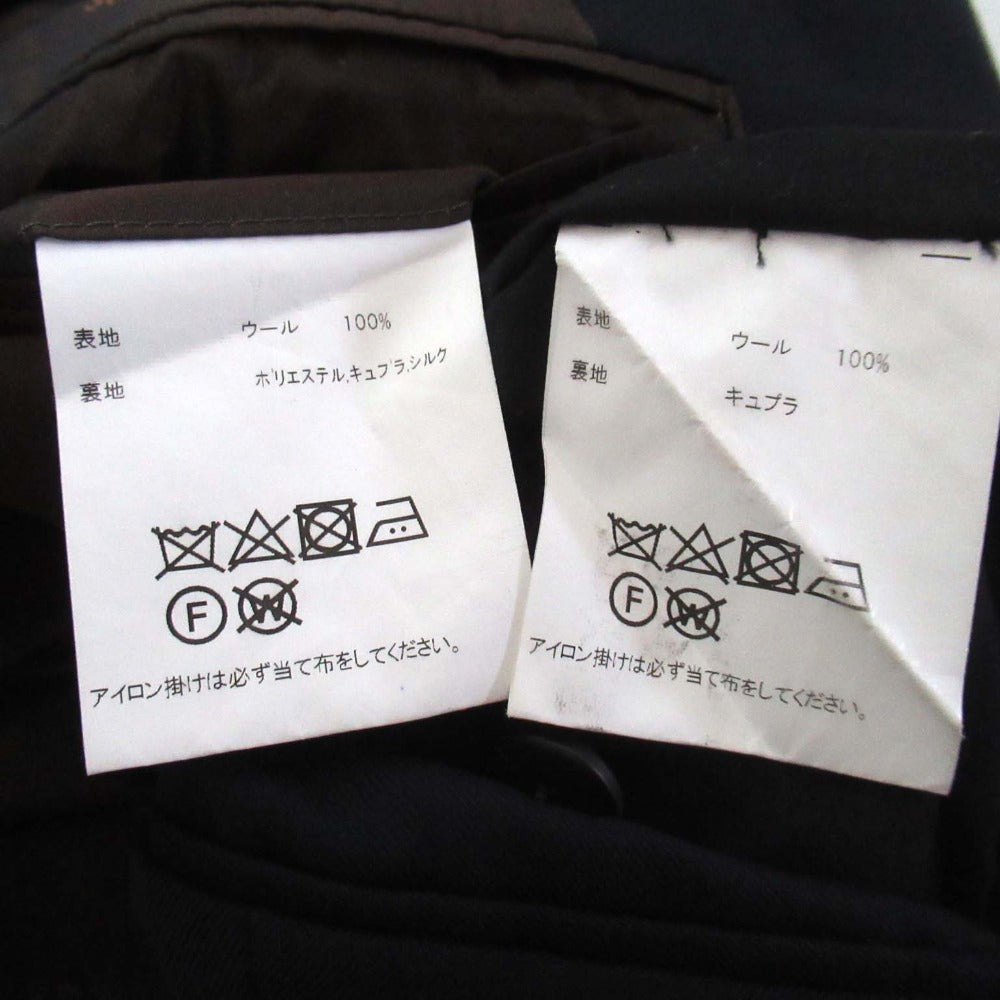 表地 ウール 100%
裏地 ポリエステル,キュプラ,シルク
F W
アイロン掛けは必ず当て布をしてください。
表地 ウール 100%
裏地 キュプラ
F W
アイロン掛けは必ず当て布をしてください。